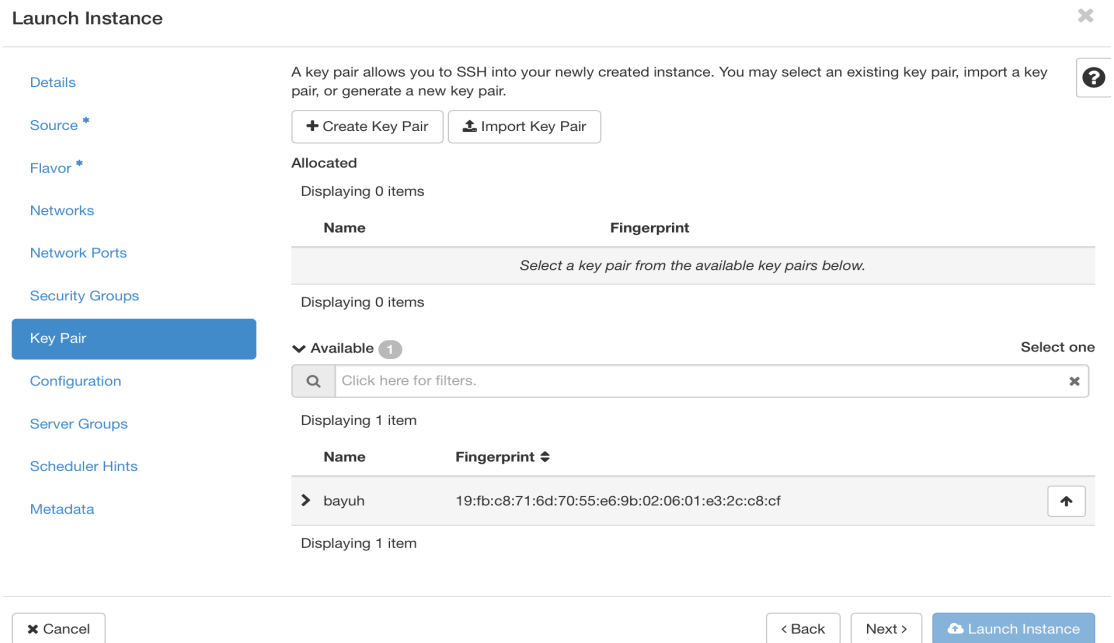 Launch Instance
Details
Source *
Flavor *
Networks
Network Ports
Security Groups
Key Pair
Configuration
Server Groups
Scheduler Hints
Metadata
A key pair allows you to SSH into your newly created instance. You may select an existing key pair, import a key
pair, or generate a new key pair.
Create Key Pair Import Key Pair
Allocated
Displaying 0 items
Name Fingerprint
Select a key pair from the available key pairs below.
Displaying 0 items
Available 1 Select one
Click here for filters.
Displaying 1 item
Name Fingerprint
bayuh 19:fb:c8:71:6d:70:55:e6:9b:02:06:01:e3:2c:c8:cf
Displaying 1 item
Cancel < Back Next > Launch Instance